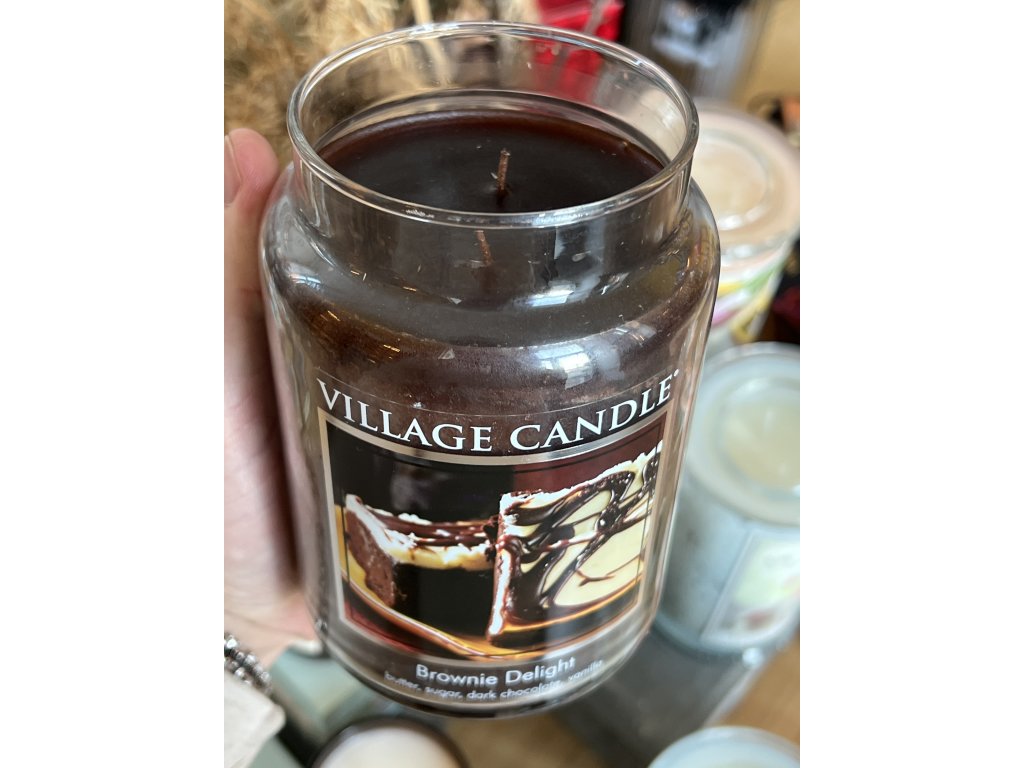 VILLAGE CANDLE®
Brownie Delight
butter, sugar, dark chocolate, vanilla